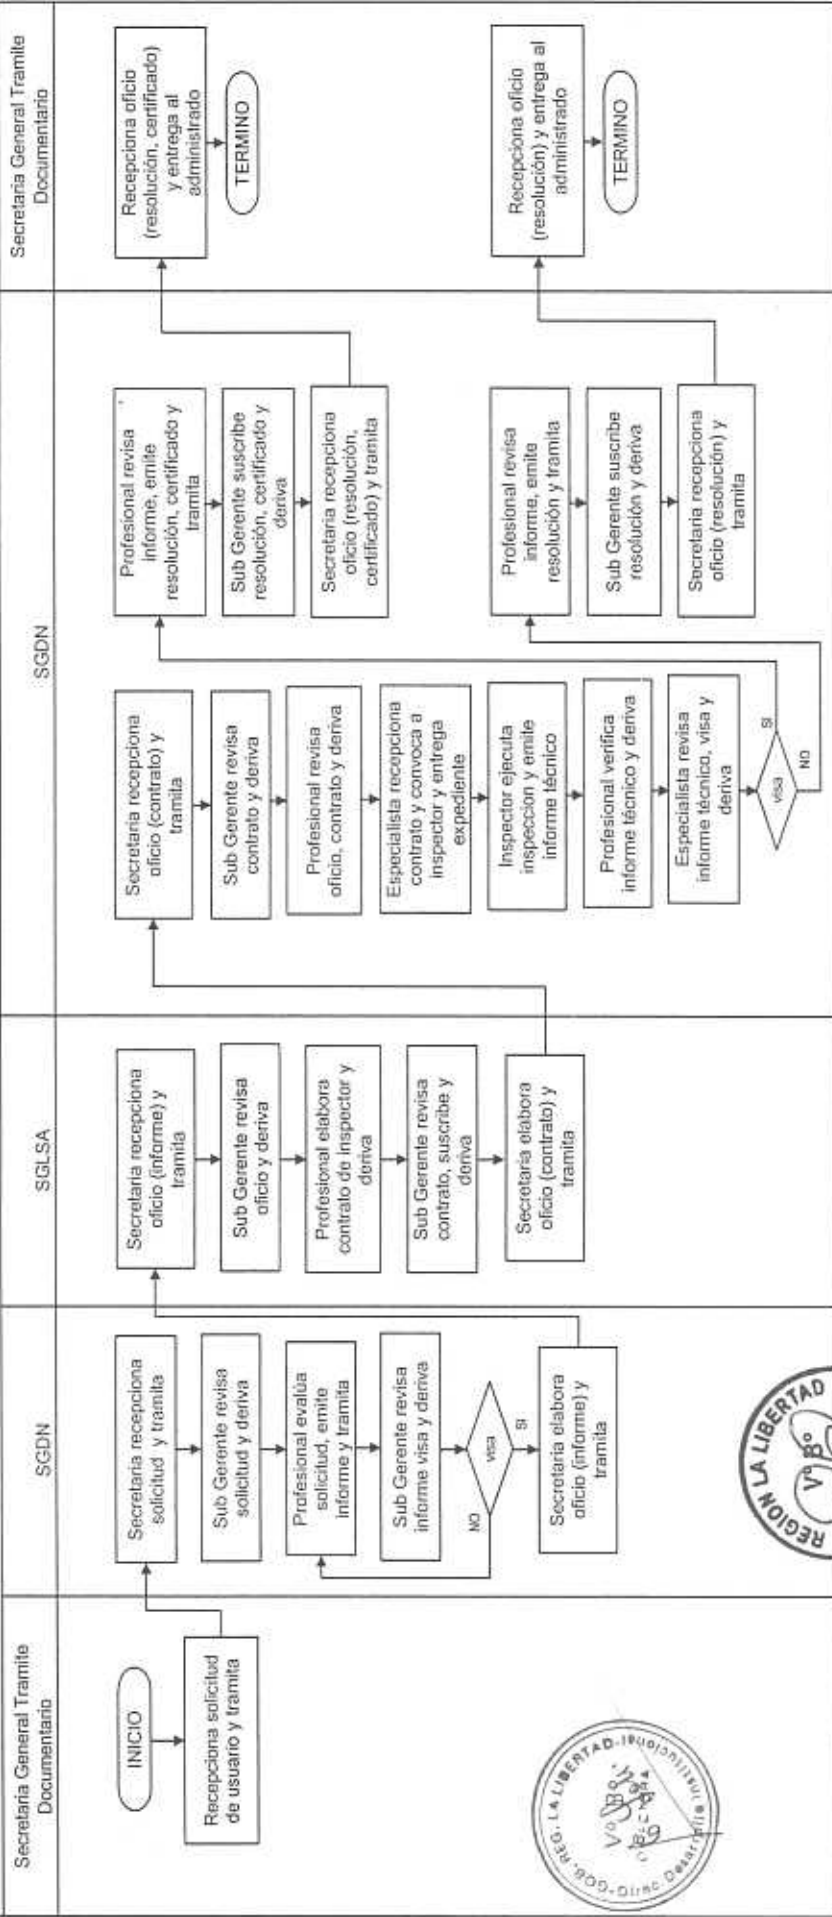 Secretaria General Tramite
Documentario
INICIO
Recepciona solicitud
de usuario y tramita
SGDN
Secretaria recepciona
solicitud y tramita
Sub Gerente revisa
solicitud y deriva
Profesional evalúa
solicitud, emite
informe y tramita
Sub Gerente revisa
informe visa y deriva
visa
NO
SI
Secretaria elabora
oficio (informe) y
tramita
SGLSA
Secretaria recepciona
oficio (informe) y
tramita
Sub Gerente revisa
oficio y deriva
Profesional elabora
contrato de inspector y
deriva
Sub Gerente revisa
contrato, suscribe y
deriva
Secretaria elabora
oficio (contrato) y
tramita
SGDN
Secretaria recepciona
oficio (contrato) y
tramita
Sub Gerente revisa
contrato y deriva
Profesional revisa
oficio, contrato y deriva
Especialista recepciona
contrato y convoca a
inspector y entrega
expediente
Inspector ejecuta
inspeccion y emite
informe técnico
Profesional verifica
informe técnico y deriva
Especialista revisa
informe técnico, visa y
deriva
visa
SI
NO
Profesional revisa
informe, emite
resolución, certificado y
tramita
Sub Gerente suscribe
resolución, certificado y
deriva
Secretaria recepciona
oficio (resolución,
certificado) y tramita
Profesional revisa
informe, emite
resolución y tramita
Sub Gerente suscribe
resolución y deriva
Secretaria recepciona
oficio (resolución) y
tramita
Secretaria General Tramite
Documentario
Recepciona oficio
(resolución, certificado)
y entrega al
administrado
TERMINO
Recepciona oficio
(resolución) y entrega al
administrado
TERMINO
GOB. REG. LA LIBERTAD
Direc. Desarrollo Institucional
V° B°
REGION LA LIBERTAD
V° B°